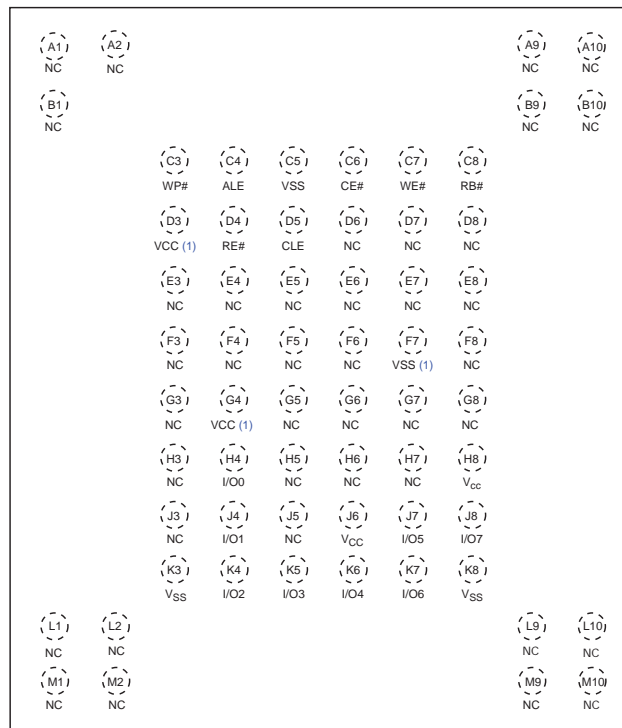 A1 A2 A9 A10
NC NC NC NC
B1 B9 B10
NC NC NC
C3 C4 C5 C6 C7 C8
WP# ALE VSS CE# WE# RB#
D3 D4 D5 D6 D7 D8
VCC (1) RE# CLE NC NC NC
E3 E4 E5 E6 E7 E8
NC NC NC NC NC NC
F3 F4 F5 F6 F7 F8
NC NC NC NC VSS (1) NC
G3 G4 G5 G6 G7 G8
NC VCC (1) NC NC NC NC
H3 H4 H5 H6 H7 H8
NC I/O0 NC NC NC Vcc
J3 J4 J5 J6 J7 J8
NC I/O1 NC VCC I/O5 I/O7
K3 K4 K5 K6 K7 K8
VSS I/O2 I/O3 I/O4 I/O6 VSS
L1 L2 L9 L10
NC NC NC NC
M1 M2 M9 M10
NC NC NC NC